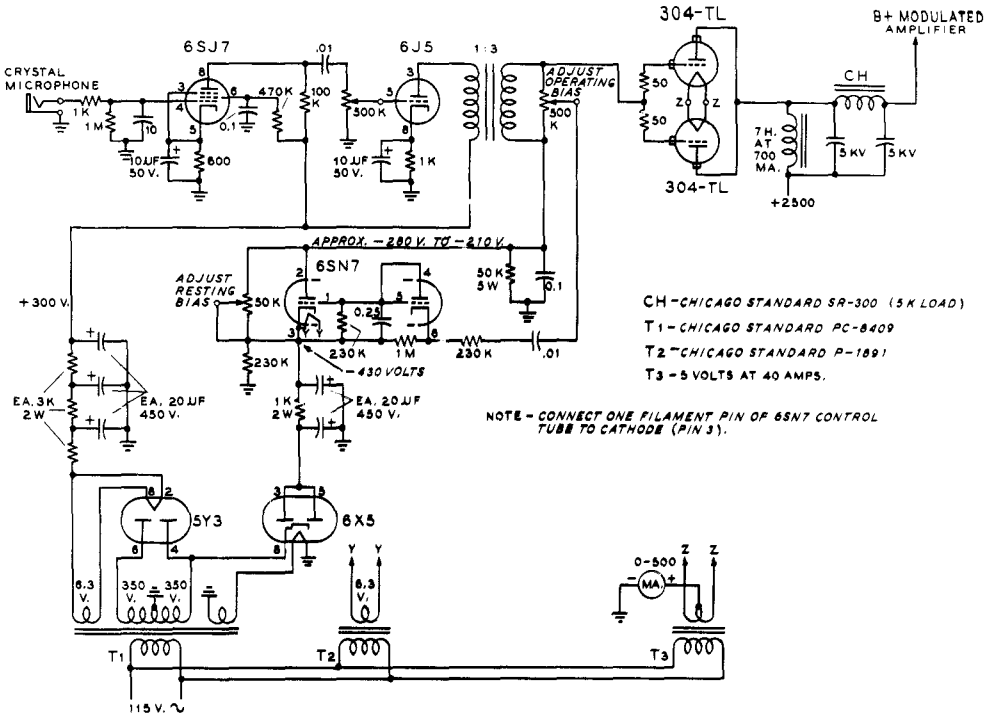 304-TL
B+ MODULATED
AMPLIFIER
6SJ7
6J5
1:3
CRYSTAL
MICROPHONE
.01
8
3
4
6
5
1K
1M
10
0.1
470K
100
K
500K
3
5
8
ADJUST
OPERATING
BIAS
500
K
50
50
Z
Z
CH
10 µF
50 V.
600
10 µF
50 V.
1K
304-TL
7H.
AT
700
MA.
5KV
5KV
+2500
APPROX. -280 V. TO -210 V.
6SN7
ADJUST
RESTING
BIAS
50K
2
1
3
Y
Y
4
5
6
0.25
50 K
5W
0.1
+300 V.
230K
230K
1M
230K
.01
-430 VOLTS
CH-CHICAGO STANDARD SR-300 (5K LOAD)
T1-CHICAGO STANDARD PC-8409
T2-CHICAGO STANDARD P-1891
T3-5 VOLTS AT 40 AMPS.
EA. 3K
2W
EA. 20 µF
450 V.
1K
2W
EA. 20 µF
450 V.
NOTE - CONNECT ONE FILAMENT PIN OF 6SN7 CONTROL
TUBE TO CATHODE (PIN 3).
8
2
5Y3
6
4
3
5
6X5
8
6.3
V.
350
V.
350
V.
Y
Y
6.3
V.
0-500
-
MA.
+
Z
Z
T1
T2
T3
115 V. ~